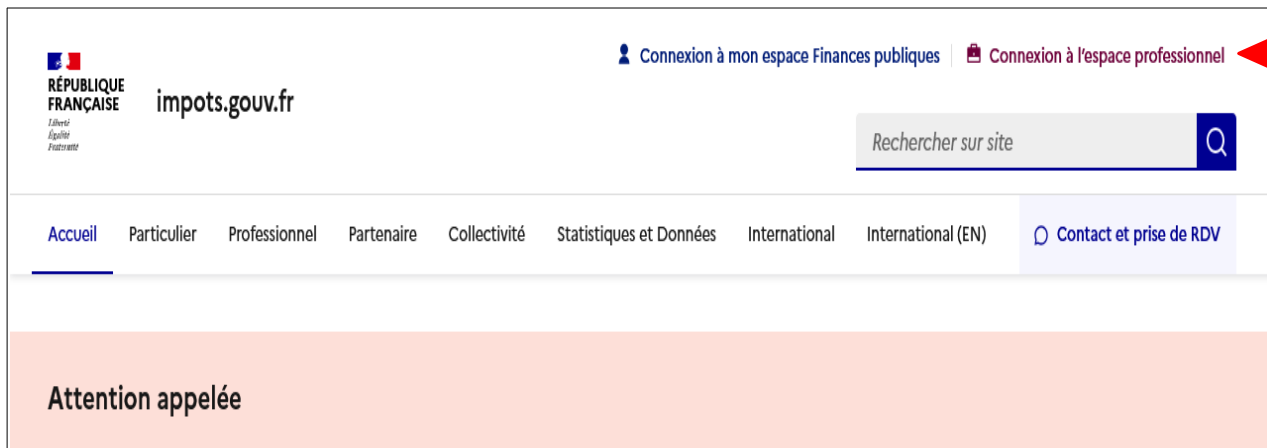 Connexion à mon espace Finances publiques Connexion à l'espace professionnel
RÉPUBLIQUE
FRANÇAISE
Liberté
Égalité
Fraternité
impots.gouv.fr
Rechercher sur site
Accueil Particulier Professionnel Partenaire Collectivité Statistiques et Données International International (EN) Contact et prise de RDV
Attention appelée